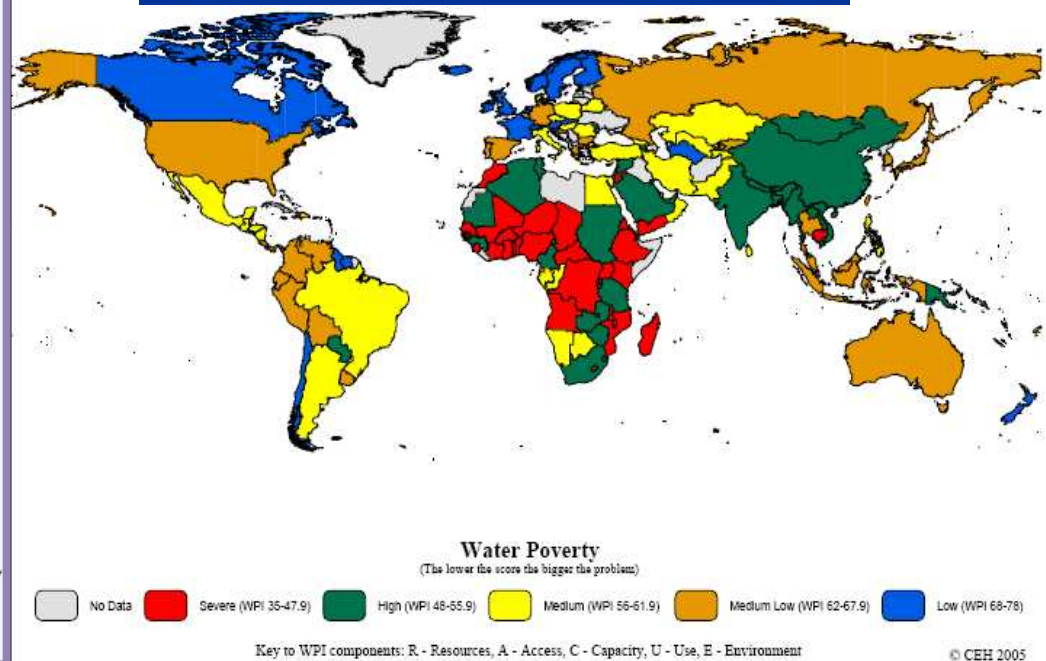 Water Poverty
(The lower the score the bigger the problem)
No Data
Severe (WPI 35-47.9)
High (WPI 48-55.9)
Medium (WPI 56-61.9)
Medium Low (WPI 62-67.9)
Low (WPI 68-78)
Key to WPI components: R - Resources, A - Access, C - Capacity, U - Use, E - Environment
© CEH 2005